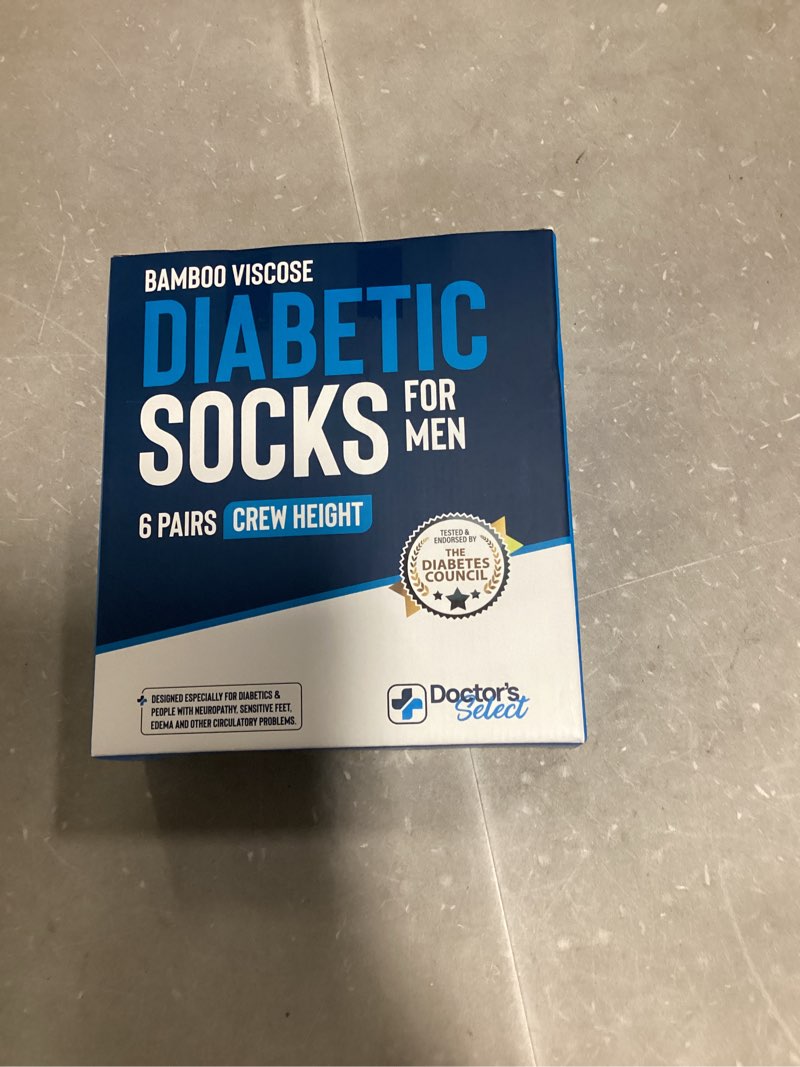 BAMBOO VISCOSE
DIABETIC
SOCKS FOR
MEN
6 PAIRS CREW HEIGHT
TESTED &
ENDORSED BY
THE
DIABETES
COUNCIL
DESIGNED ESPECIALLY FOR DIABETICS &
PEOPLE WITH NEUROPATHY, SENSITIVE FEET,
EDEMA AND OTHER CIRCULATORY PROBLEMS.
Doctor's
Select